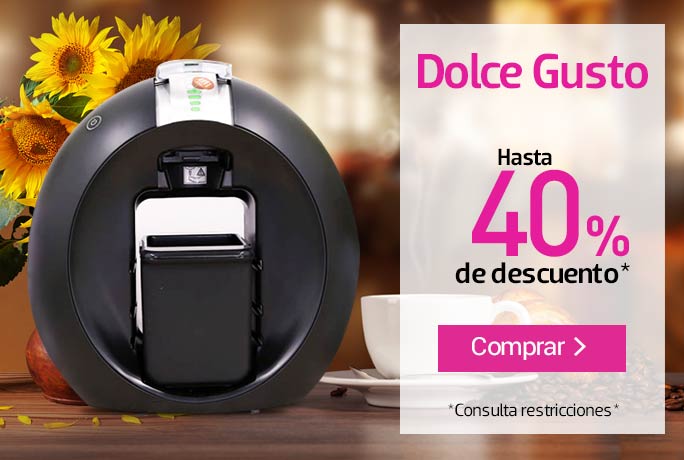 Dolce Gusto
Hasta
40%
de descuento*
Comprar >
*Consulta restricciones*